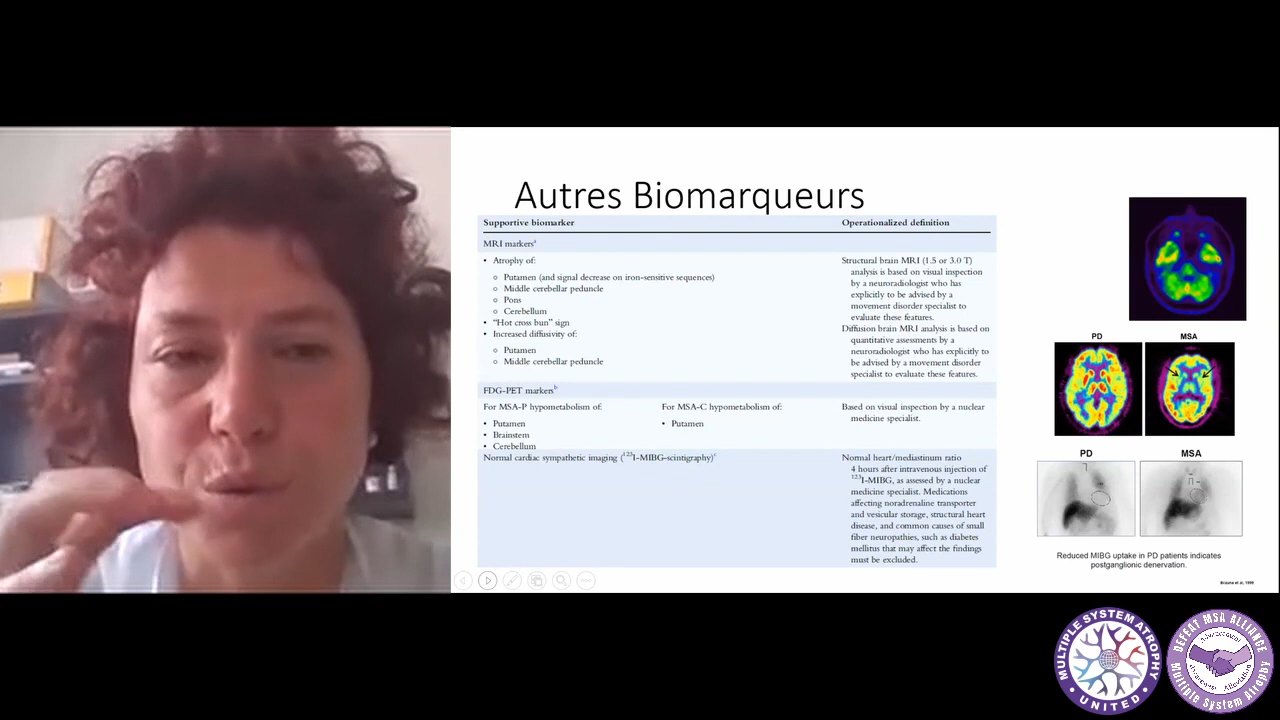 Autres Biomarqueurs
Supportive biomarker
Operationalized definition
MRI markersᵃ
• Atrophy of:
○ Putamen (and signal decrease on iron-sensitive sequences)
○ Middle cerebellar peduncle
○ Pons
○ Cerebellum
• “Hot cross bun” sign
• Increased diffusivity of:
○ Putamen
○ Middle cerebellar peduncle
Structural brain MRI (1.5 or 3.0 T)
analysis is based on visual inspection
by a neuroradiologist who has
explicitly to be advised by a
movement disorder specialist to
evaluate these features.
Diffusion brain MRI analysis is based on
quantitative assessments by a
neuroradiologist who has explicitly to
be advised by a movement disorder
specialist to evaluate these features.
FDG-PET markersᵇ
For MSA-P hypometabolism of:
• Putamen
• Brainstem
• Cerebellum
For MSA-C hypometabolism of:
• Putamen
Based on visual inspection by a nuclear
medicine specialist.
Normal cardiac sympathetic imaging (¹²³I-MIBG-scintigraphy)ᶜ
Normal heart/mediastinum ratio
4 hours after intravenous injection of
¹²³I-MIBG, as assessed by a nuclear
medicine specialist. Medications
affecting noradrenaline transporter
and vesicular storage, structural heart
disease, and common causes of small
fiber neuropathies, such as diabetes
mellitus that may affect the findings
must be excluded.
PD
MSA
PD
MSA
Reduced MIBG uptake in PD patients indicates
postganglionic denervation.
Braune et al, 1999
MULTIPLE SYSTEM ATROPHY
• UNITED •
DEFEAT MSA ALLIANCE
Multiple System Atrophy